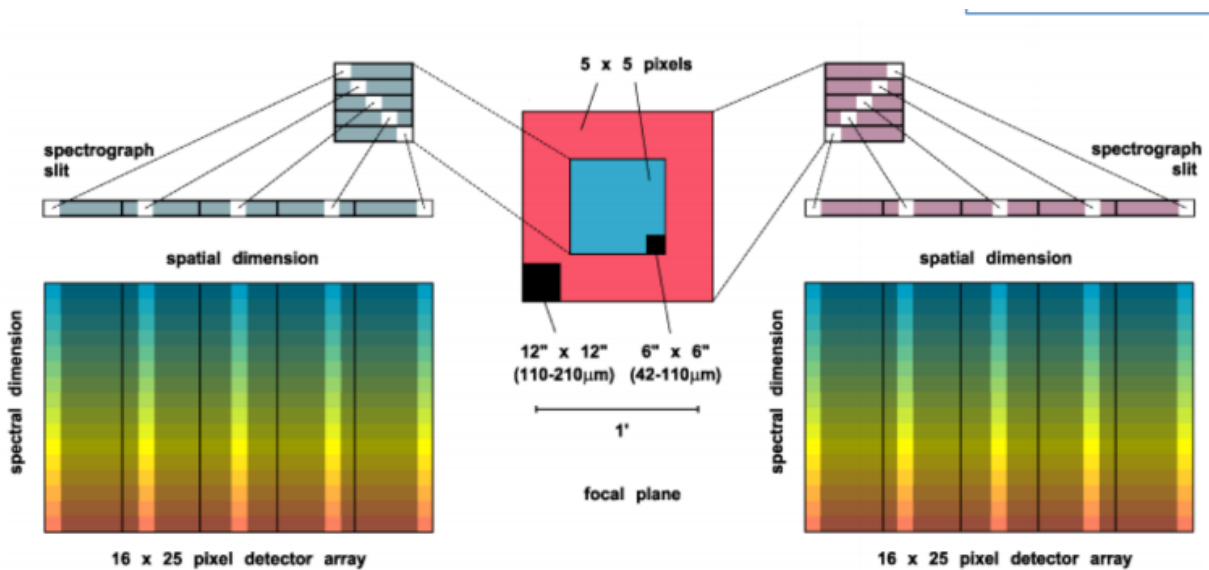 5 x 5 pixels
spectrograph
slit
spectrograph
slit
spatial dimension
spatial dimension
spectral dimension
spectral dimension
12" x 12"
(110-210μm)
6" x 6"
(42-110μm)
1'
focal plane
16 x 25 pixel detector array
16 x 25 pixel detector array